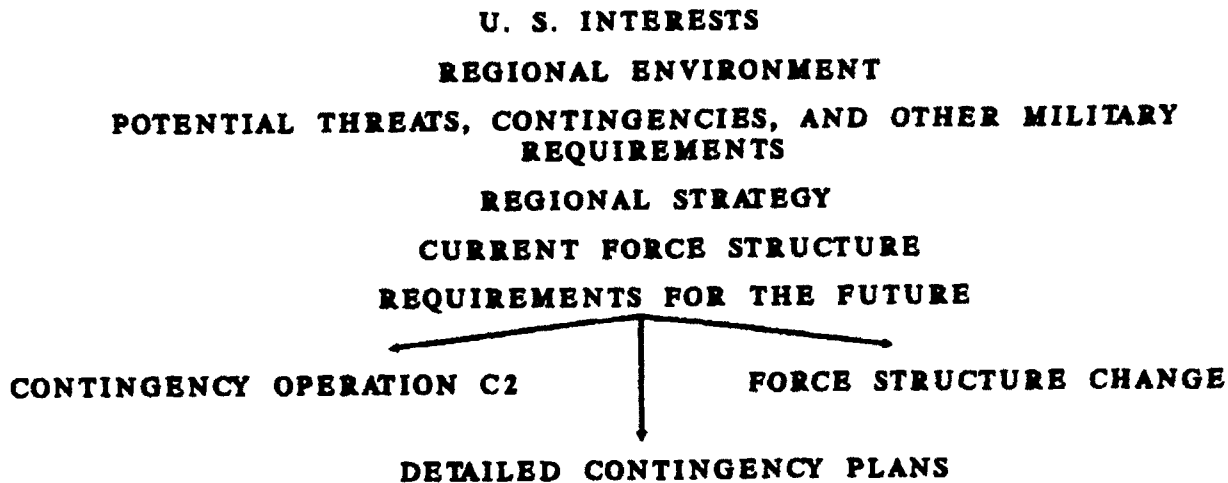 U. S. INTERESTS
REGIONAL ENVIRONMENT
POTENTIAL THREATS, CONTINGENCIES, AND OTHER MILITARY
REQUIREMENTS
REGIONAL STRATEGY
CURRENT FORCE STRUCTURE
REQUIREMENTS FOR THE FUTURE
CONTINGENCY OPERATION C2
FORCE STRUCTURE CHANGE
DETAILED CONTINGENCY PLANS